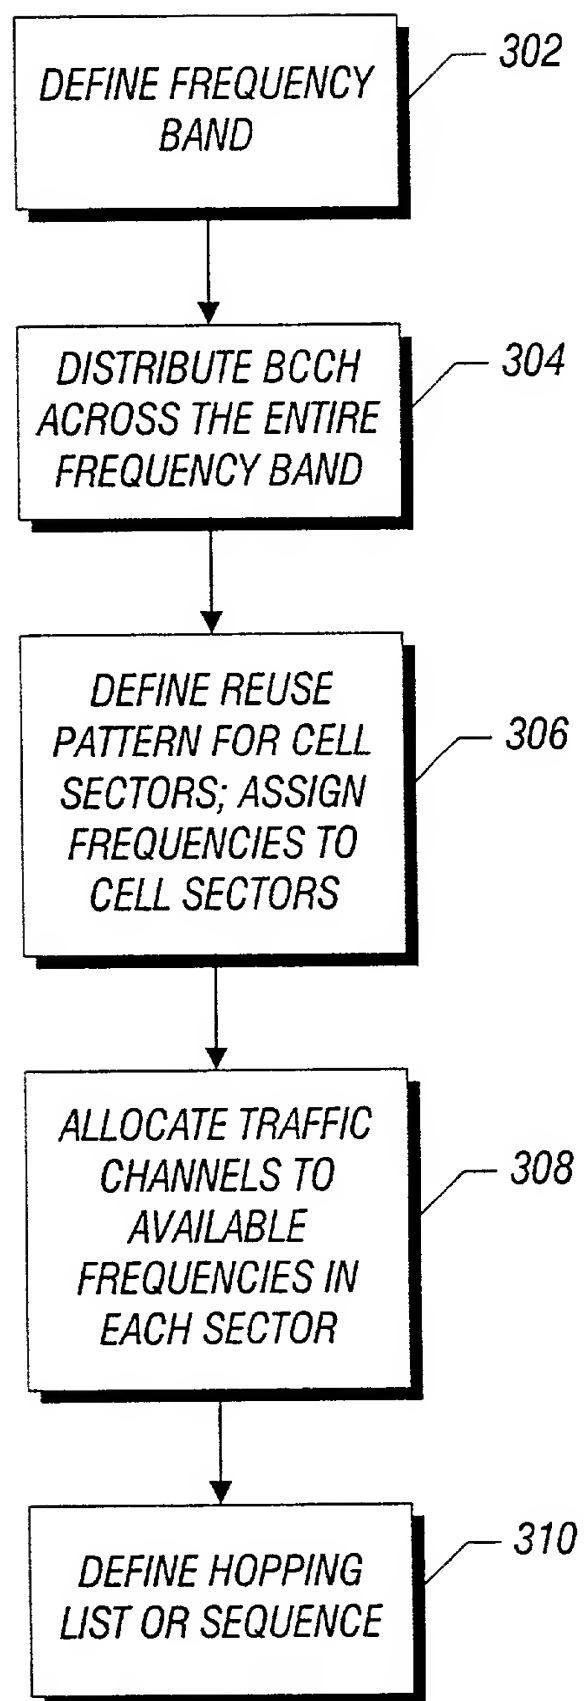 DEFINE FREQUENCY
BAND
302
DISTRIBUTE BCCH
ACROSS THE ENTIRE
FREQUENCY BAND
304
DEFINE REUSE
PATTERN FOR CELL
SECTORS; ASSIGN
FREQUENCIES TO
CELL SECTORS
306
ALLOCATE TRAFFIC
CHANNELS TO
AVAILABLE
FREQUENCIES IN
EACH SECTOR
308
DEFINE HOPPING
LIST OR SEQUENCE
310